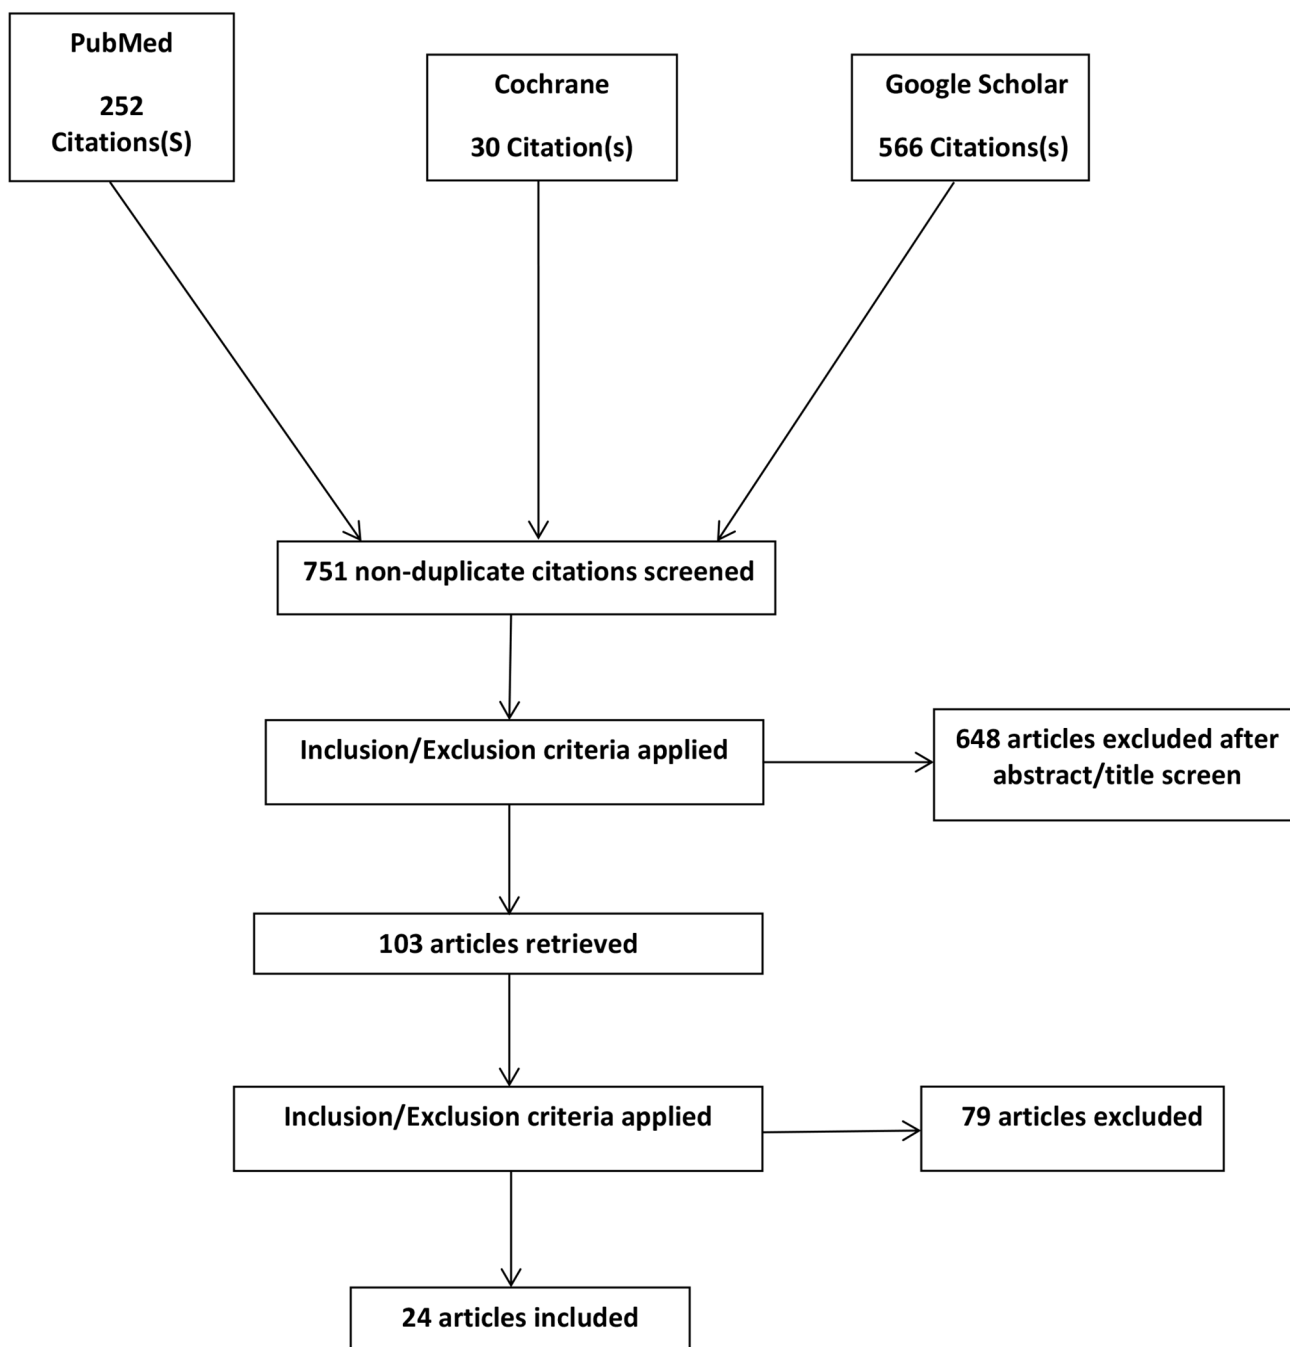 PubMed
252
Citations(S)
Cochrane
30 Citation(s)
Google Scholar
566 Citations(s)
751 non-duplicate citations screened
Inclusion/Exclusion criteria applied
648 articles excluded after
abstract/title screen
103 articles retrieved
Inclusion/Exclusion criteria applied
79 articles excluded
24 articles included